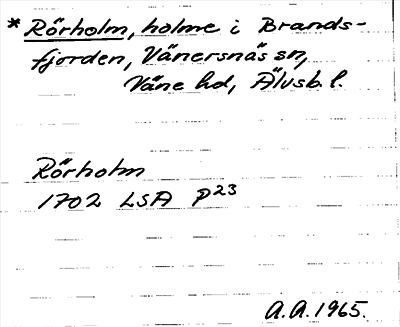 * Rörholm, holme i Brands-
fjorden, Vänersnäs sn,
Väne hd, Älvsb. l.
Rörholm
1702 LSA P23
A.A. 1965.